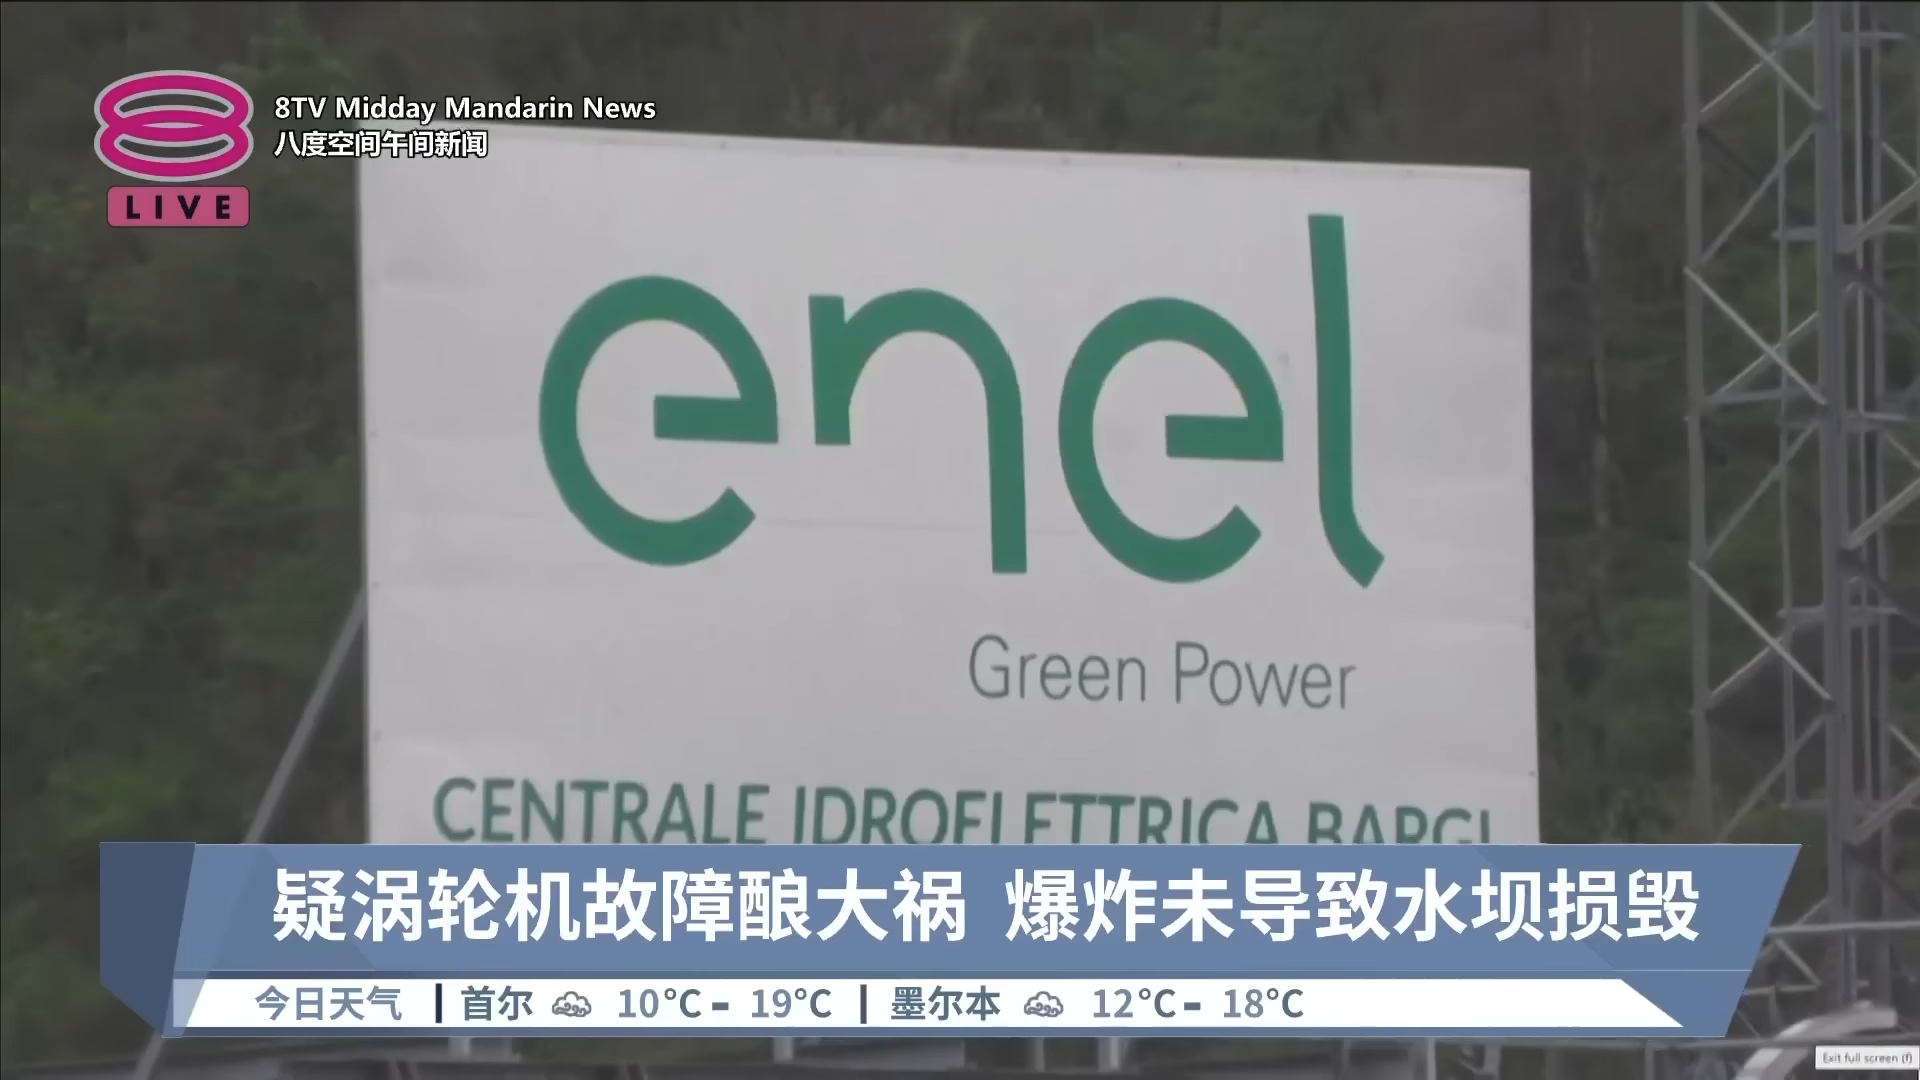 8TV Midday Mandarin News
八度空间午间新闻
LIVE
enel
Green Power
CENTRALE IDROELETTRICA BARGI
疑涡轮机故障酿大祸 爆炸未导致水坝损毁
今日天气 | 首尔 10°C - 19°C | 墨尔本 12°C - 18°C
Exit full screen (f)